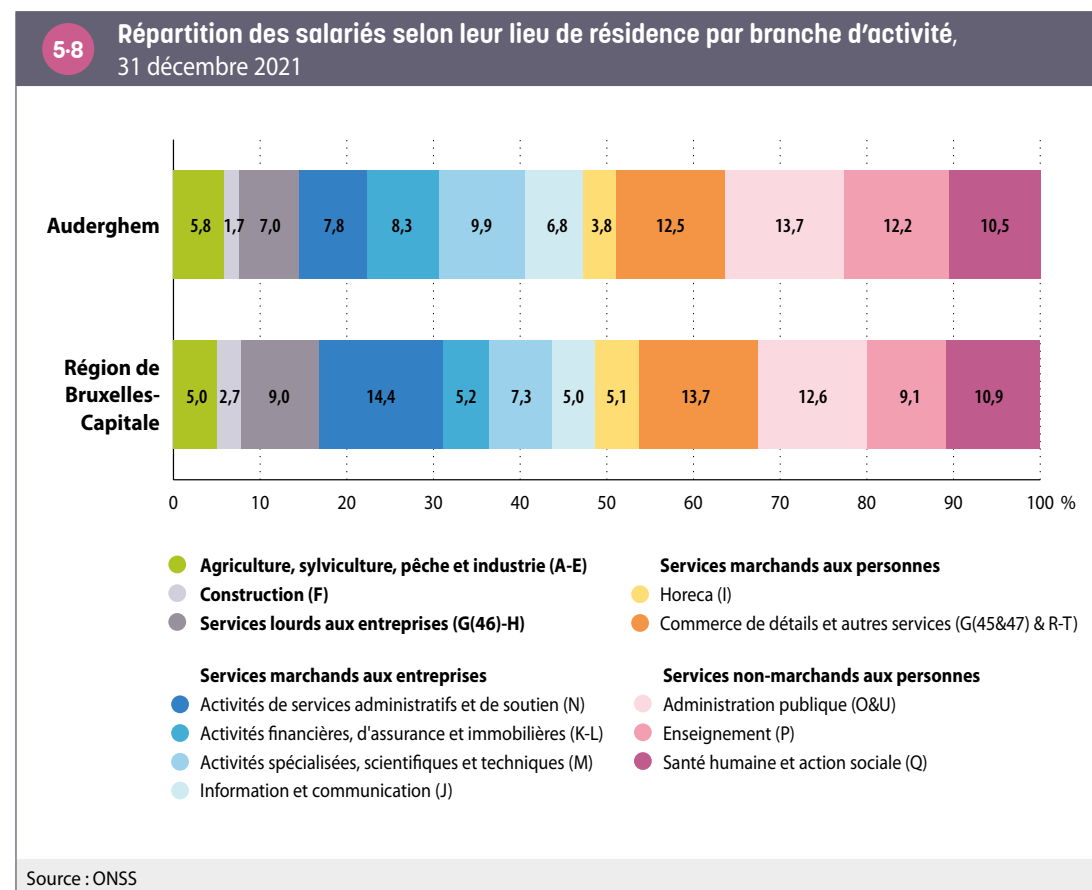 5·8
Répartition des salariés selon leur lieu de résidence par branche d’activité,
31 décembre 2021
Auderghem
5,8 1,7 7,0 7,8 8,3 9,9 6,8 3,8 12,5 13,7 12,2 10,5
Région de
Bruxelles-
Capitale
5,0 2,7 9,0 14,4 5,2 7,3 5,0 5,1 13,7 12,6 9,1 10,9
0 10 20 30 40 50 60 70 80 90 100 %
Agriculture, sylviculture, pêche et industrie (A-E)
Construction (F)
Services lourds aux entreprises (G(46)-H)
Services marchands aux entreprises
Activités de services administratifs et de soutien (N)
Activités financières, d'assurance et immobilières (K-L)
Activités spécialisées, scientifiques et techniques (M)
Information et communication (J)
Services marchands aux personnes
Horeca (I)
Commerce de détails et autres services (G(45&47) & R-T)
Services non-marchands aux personnes
Administration publique (O&U)
Enseignement (P)
Santé humaine et action sociale (Q)
Source : ONSS